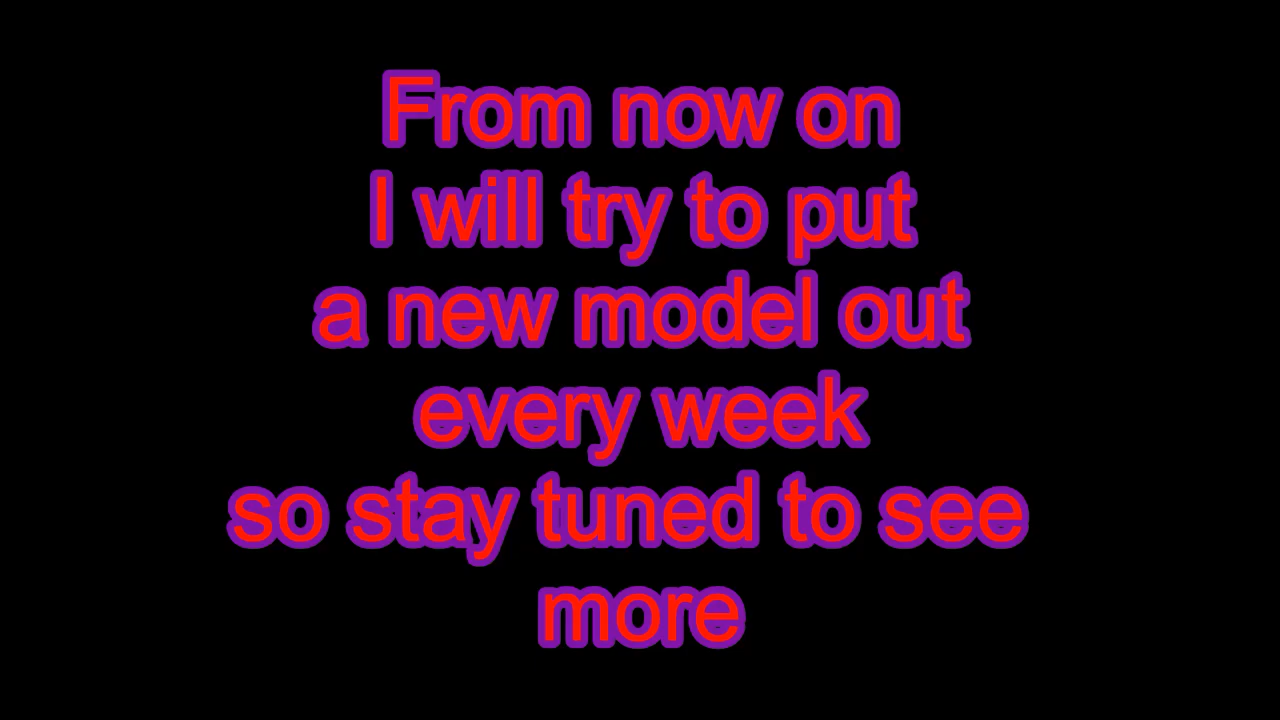 From now on
I will try to put
a new model out
every week
so stay tuned to see
more